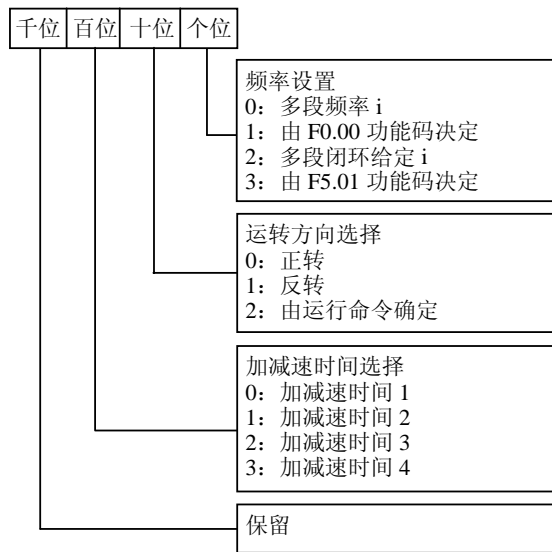 千位 百位 十位 个位
频率设置
0：多段频率 i
1：由 F0.00 功能码决定
2：多段闭环给定 i
3：由 F5.01 功能码决定
运转方向选择
0：正转
1：反转
2：由运行命令确定
加减速时间选择
0：加减速时间 1
1：加减速时间 2
2：加减速时间 3
3：加减速时间 4
保留